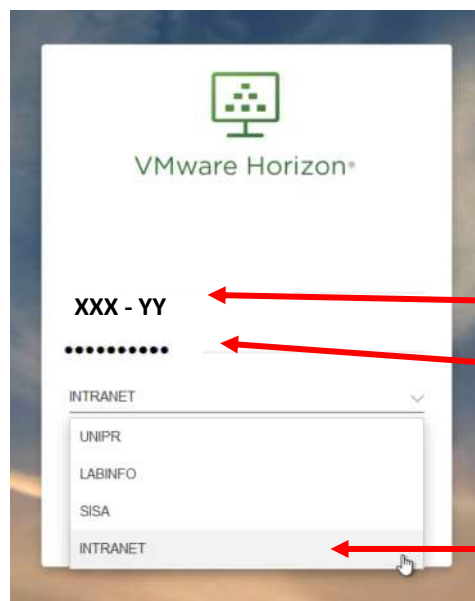 VMware Horizon®
XXX - YY
••••••••••
INTRANET
UNIPR
LABINFO
SISA
INTRANET